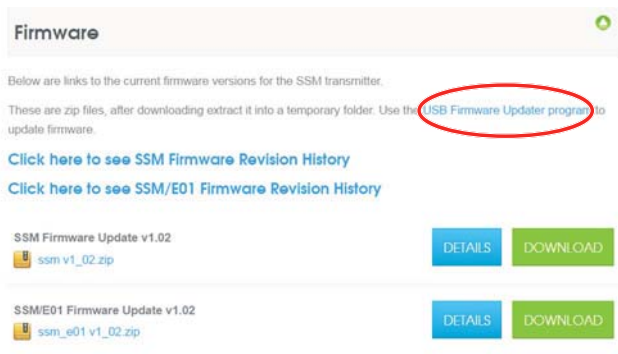 Firmware
Below are links to the current firmware versions for the SSM transmitter.
These are zip files, after downloading extract it into a temporary folder. Use the USB Firmware Updater program to
update firmware.
Click here to see SSM Firmware Revision History
Click here to see SSM/E01 Firmware Revision History
SSM Firmware Update v1.02
DETAILS DOWNLOAD
ssm v1_02.zip
SSM/E01 Firmware Update v1.02
DETAILS DOWNLOAD
ssm_e01 v1_02.zip